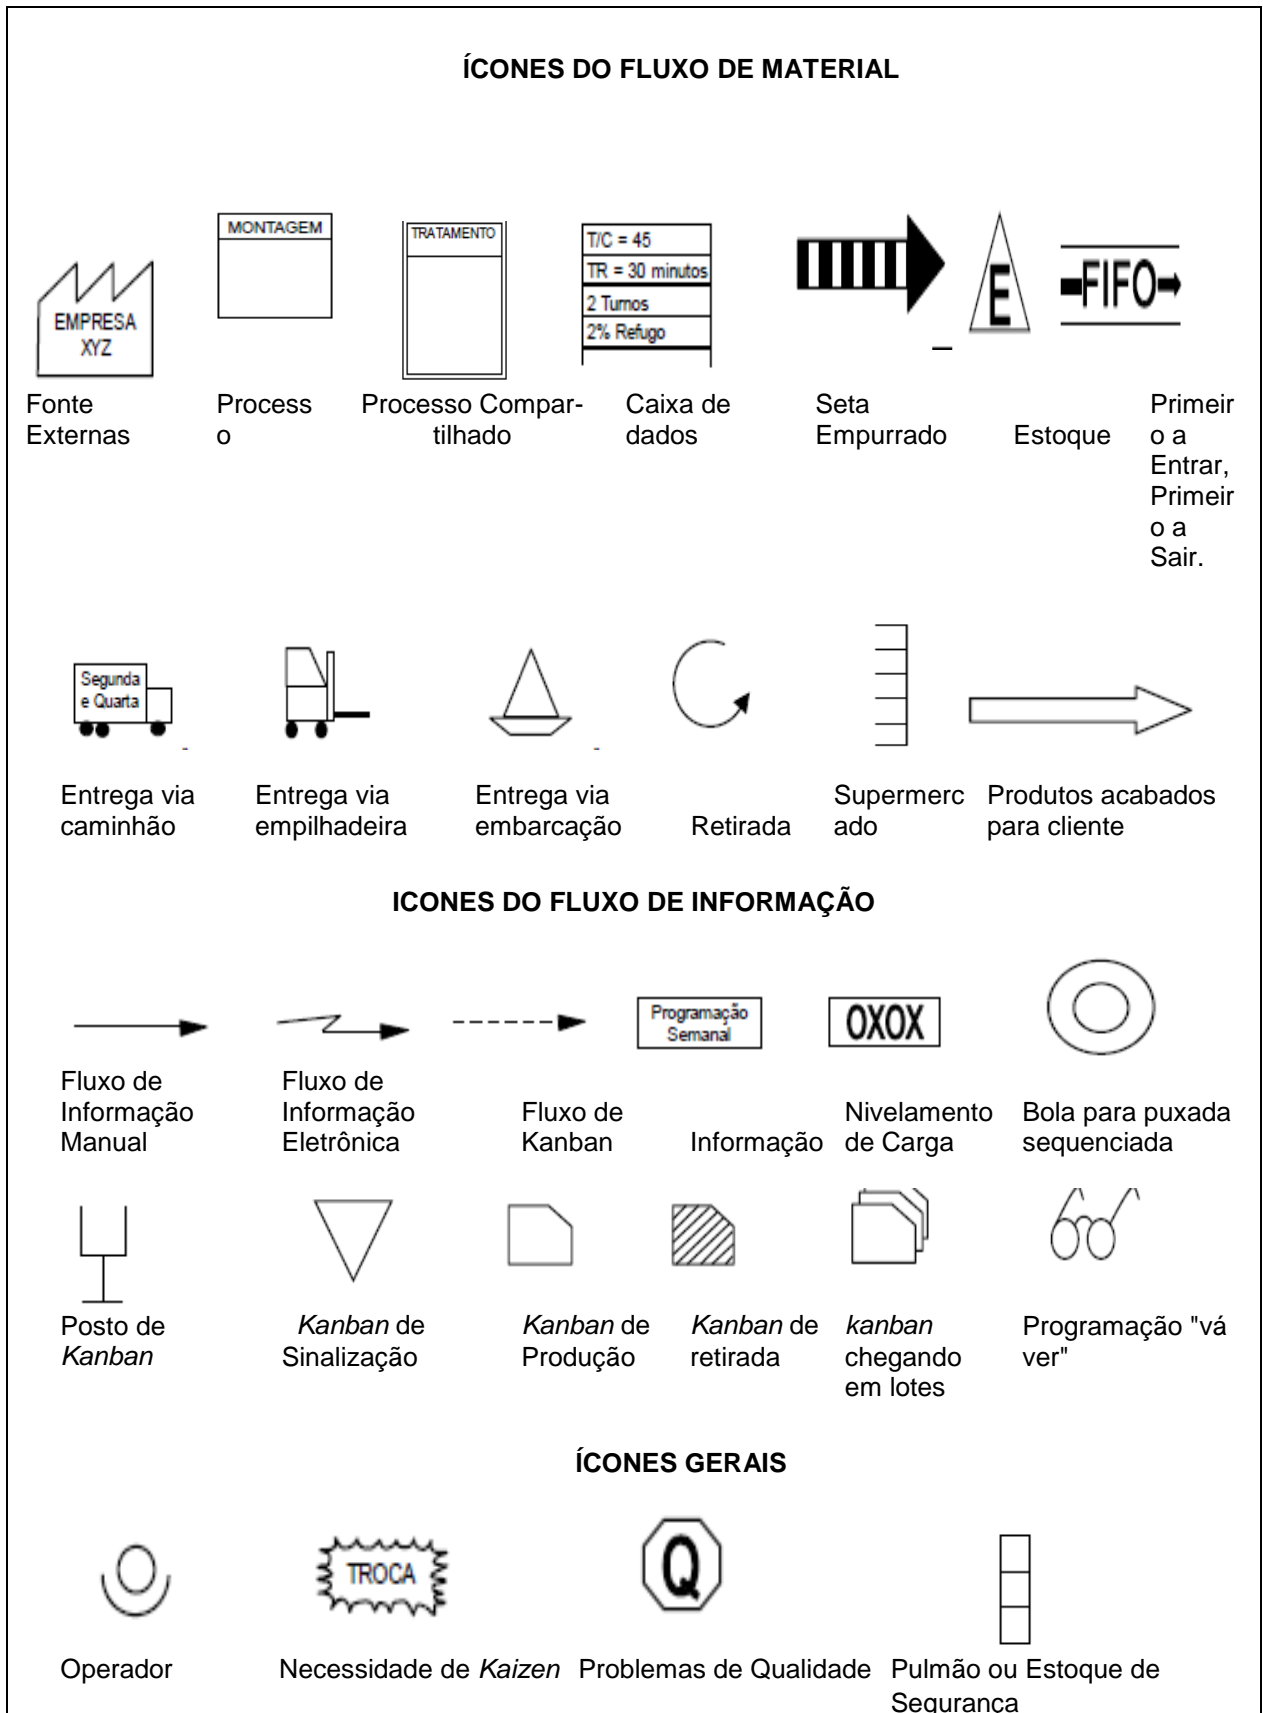 ÍCONES DO FLUXO DE MATERIAL
MONTAGEM
TRATAMENTO
T/C = 45
TR = 30 minutos
2 Turnos
2% Refugo
EMPRESA
XYZ
E
FIFO
Fonte
Externas
Process
o
Processo Compar-
tilhado
Caixa de
dados
Seta
Empurrado
Estoque
Primeir
o a
Entrar,
Primeir
o a
Sair.
Segunda
e Quarta
Entrega via
caminhão
Entrega via
empilhadeira
Entrega via
embarcação
Retirada
Supermerc
ado
Produtos acabados
para cliente
ICONES DO FLUXO DE INFORMAÇÃO
Programação
Semanal
OXOX
Fluxo de
Informação
Manual
Fluxo de
Informação
Eletrônica
Fluxo de
Kanban
Informação
Nivelamento
de Carga
Bola para puxada
sequenciada
Posto de
Kanban
Kanban de
Sinalização
Kanban de
Produção
Kanban de
retirada
kanban
chegando
em lotes
Programação "vá
ver"
ÍCONES GERAIS
TROCA
Q
Operador
Necessidade de Kaizen
Problemas de Qualidade
Pulmão ou Estoque de
Segurança